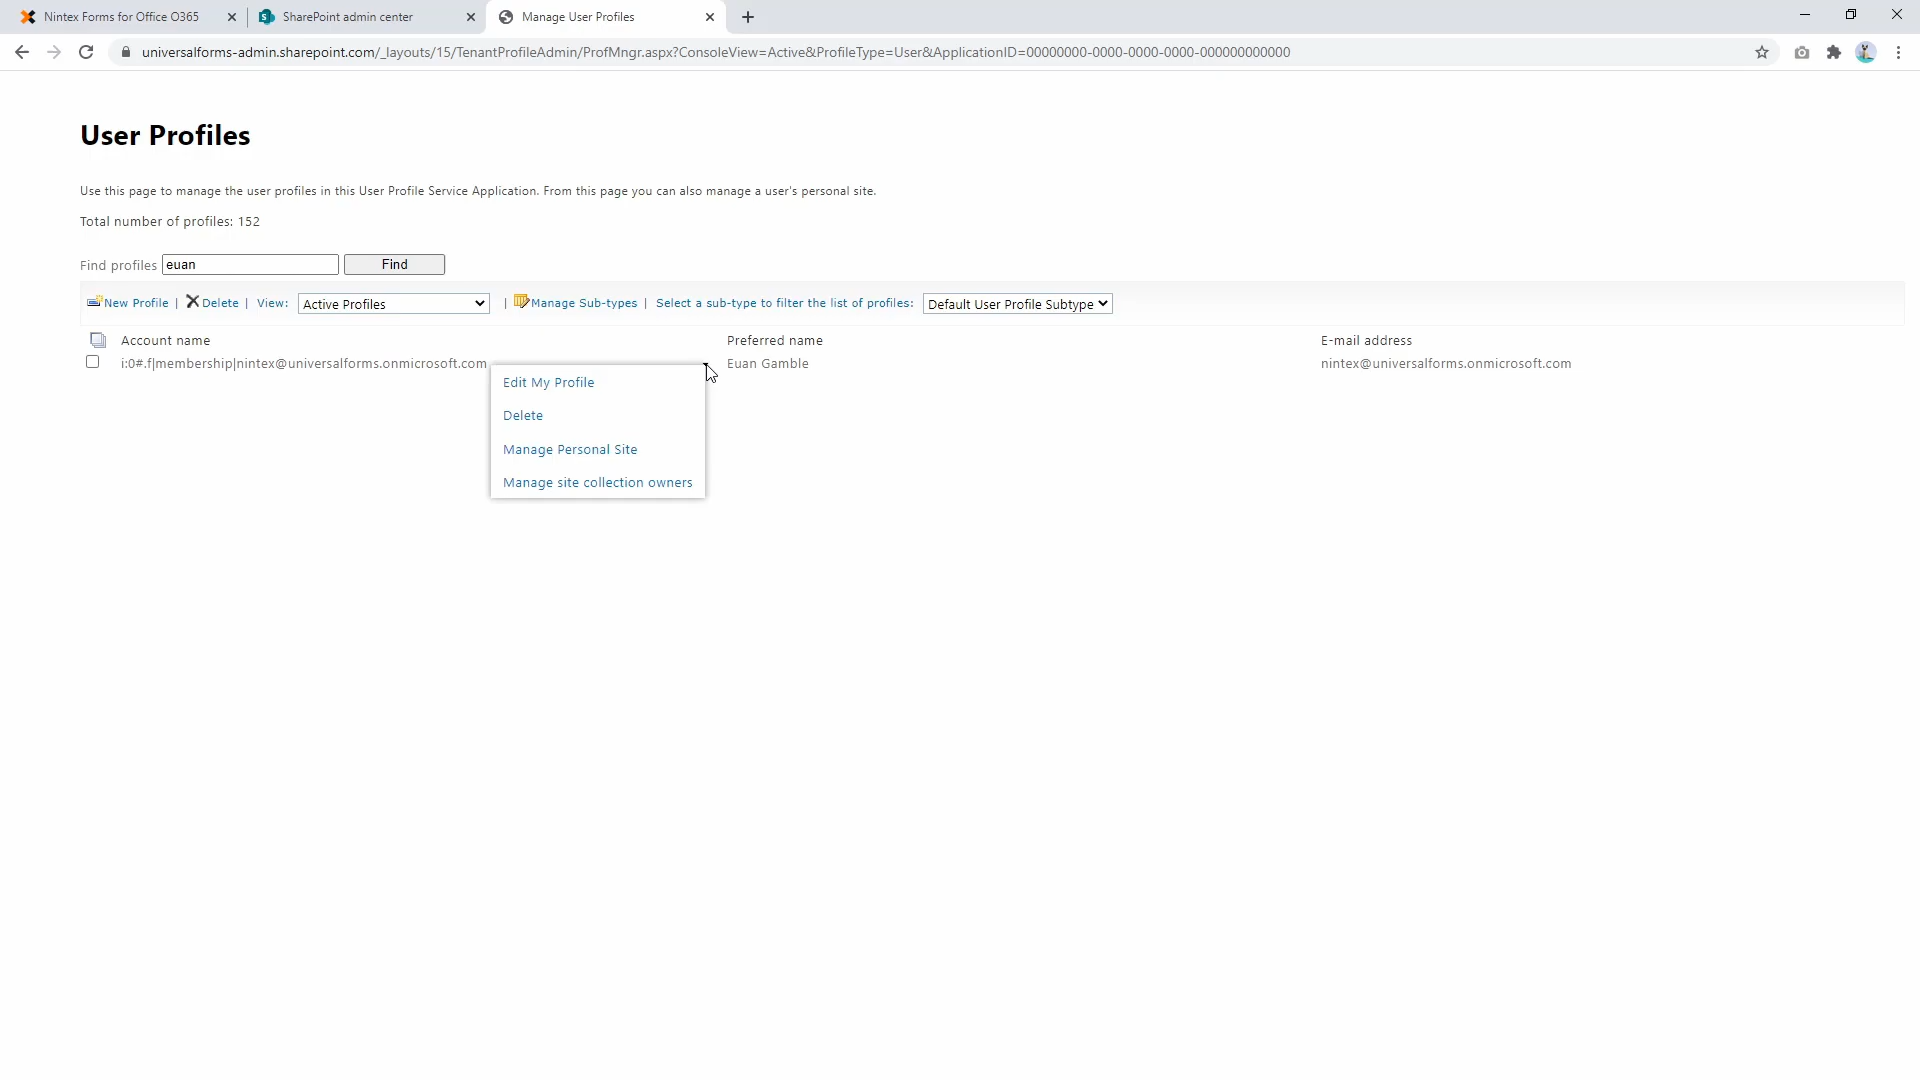 Nintex Forms for Office O365
SharePoint admin center
Manage User Profiles
universalforms-admin.sharepoint.com/_layouts/15/TenantProfileAdmin/ProfMngr.aspx?ConsoleView=Active&ProfileType=User&ApplicationID=00000000-0000-0000-0000-000000000000
User Profiles
Use this page to manage the user profiles in this User Profile Service Application. From this page you can also manage a user's personal site.
Total number of profiles: 152
Find profiles euan Find
New Profile | Delete | View: Active Profiles | Manage Sub-types | Select a sub-type to filter the list of profiles: Default User Profile Subtype
Account name Preferred name E-mail address
i:0#.f|membership|nintex@universalforms.onmicrosoft.com Euan Gamble nintex@universalforms.onmicrosoft.com
Edit My Profile
Delete
Manage Personal Site
Manage site collection owners